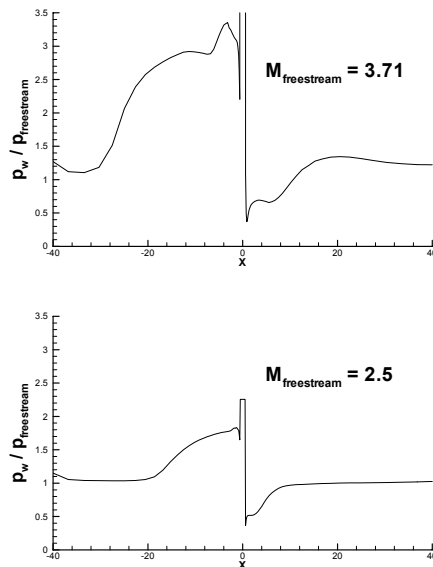 3.5
3
2.5
2
1.5
1
0.5
0
p_w / p_freestream
M_freestream = 3.71
-40 -20 0 20 40
X
3.5
3
2.5
2
1.5
1
0.5
0
p_w / p_freestream
M_freestream = 2.5
-40 -20 0 20 40
X